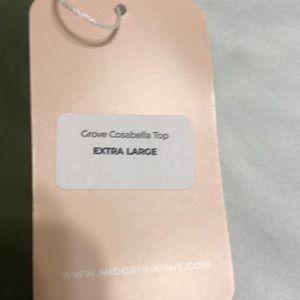 Grove Cosabella Top
EXTRA LARGE
WWW.MIDORIBIKINIS.COM